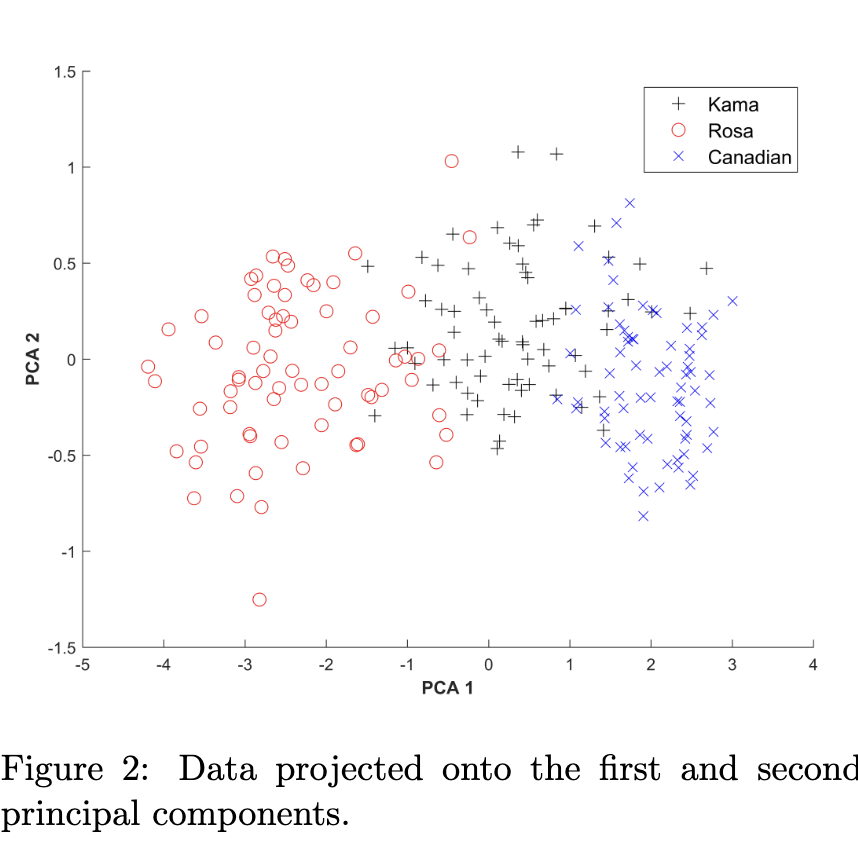 1.5
1
0.5
0
-0.5
-1
-1.5
PCA 2
Kama
Rosa
Canadian
-5 -4 -3 -2 -1 0 1 2 3 4
PCA 1
Figure 2: Data projected onto the first and second
principal components.